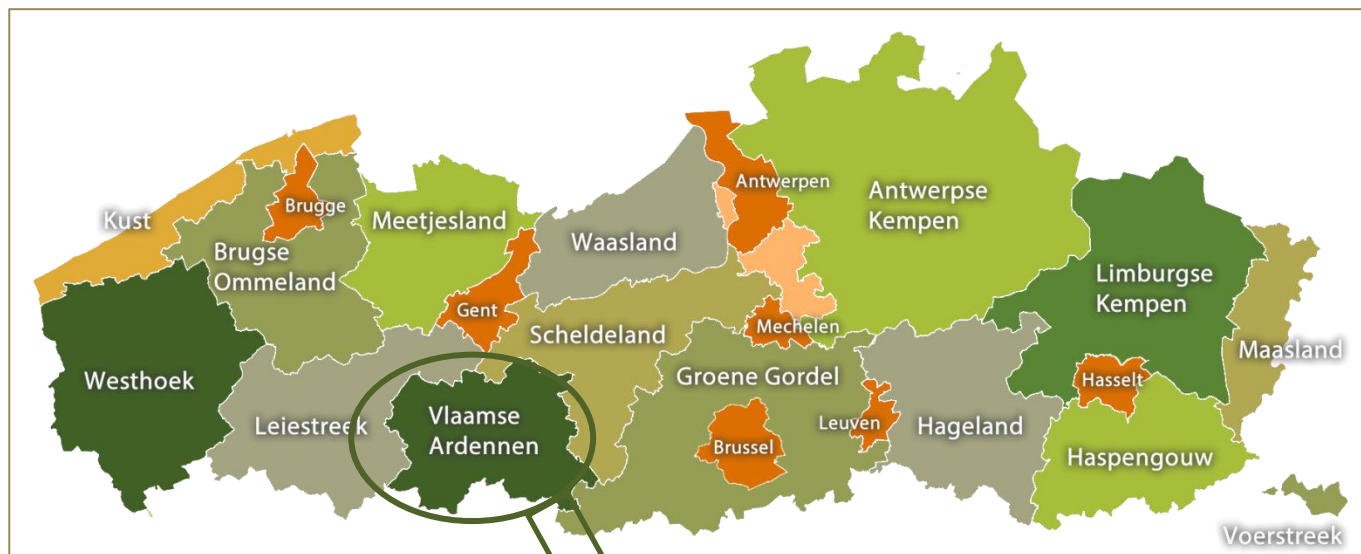 Kust
Brugge
Brugse
Ommeland
Meetjesland
Gent
Waasland
Antwerpen
Antwerpse
Kempen
Limburgse
Kempen
Maasland
Westhoek
Leiestreek
Vlaamse
Ardennen
Scheldeland
Mechelen
Groene Gordel
Brussel
Leuven
Hageland
Hasselt
Haspengouw
Voerstreek